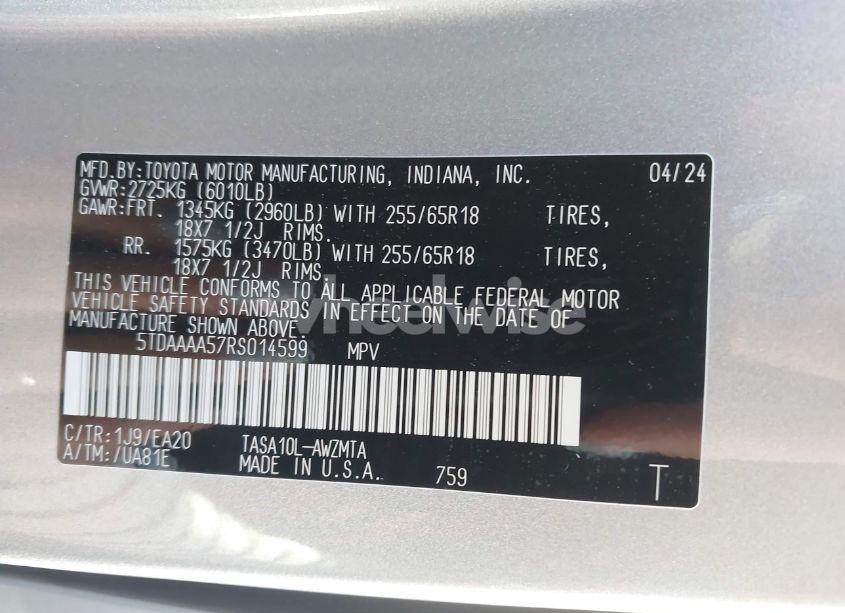 MFD.BY:TOYOTA MOTOR MANUFACTURING, INDIANA, INC. 04/24
GVWR:2725KG (6010LB)
GAWR:FRT. 1345KG (2960LB) WITH 255/65R18 TIRES,
18X7 1/2J RIMS.
RR. 1575KG (3470LB) WITH 255/65R18 TIRES,
18X7 1/2J RIMS.
THIS VEHICLE CONFORMS TO ALL APPLICABLE FEDERAL MOTOR
VEHICLE SAFETY STANDARDS IN EFFECT ON THE DATE OF
MANUFACTURE SHOWN ABOVE.
wheelwise
5TDAAAA57RS014599 MPV
C/TR:1J9/EA20 TASA10L-AWZMTA
A/TM:/UA81E MADE IN U.S.A. 759 T